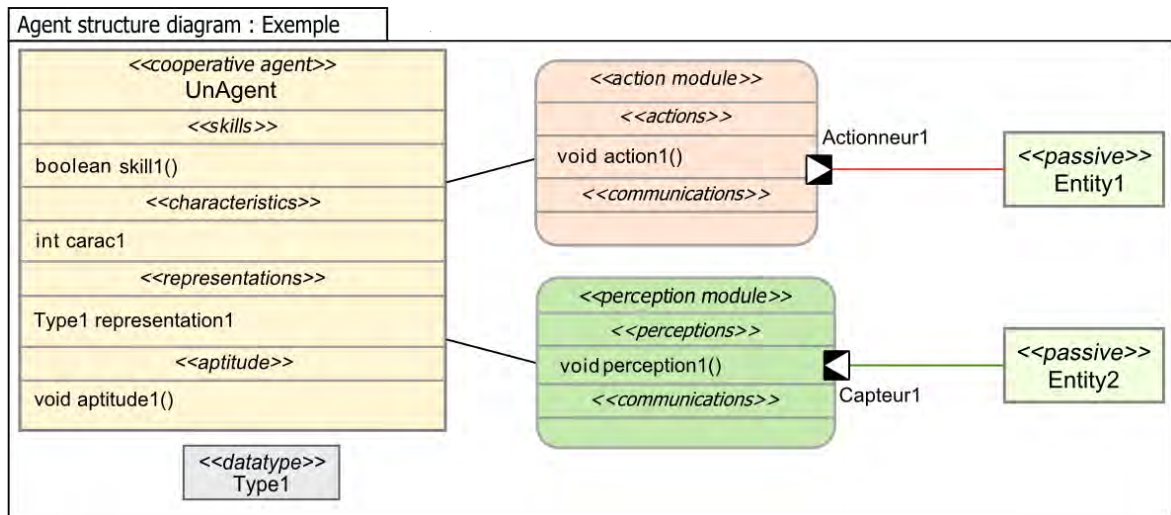 Agent structure diagram : Exemple
<<cooperative agent>>
UnAgent
<<skills>>
boolean skill1()
<<characteristics>>
int carac1
<<representations>>
Type1 representation1
<<aptitude>>
void aptitude1()
<<datatype>>
Type1
<<action module>>
<<actions>>
void action1()
<<communications>>
Actionneur1
<<passive>>
Entity1
<<perception module>>
<<perceptions>>
void perception1()
<<communications>>
Capteur1
<<passive>>
Entity2